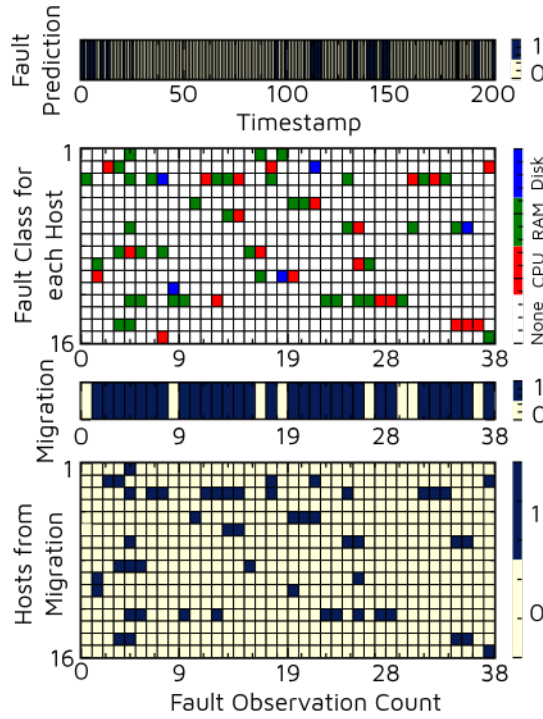 Fault
Prediction
1
0
0 50 100 150 200
Timestamp
Fault Class for
each Host
1
16
0 9 19 29 38
None CPU RAM Disk
Migration
1
0
0 9 19 28 38
Hosts from
Migration
1
16
1
0
0 9 19 28 38
Fault Observation Count